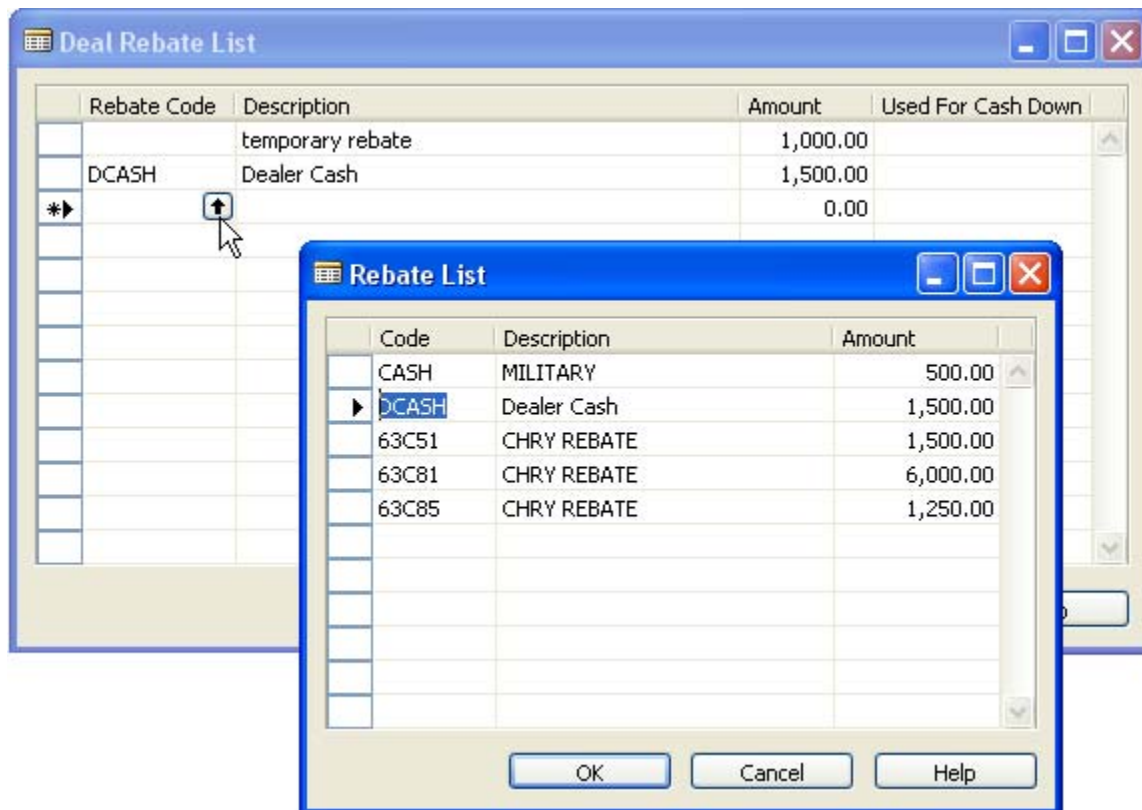 Deal Rebate List
Rebate Code Description Amount Used For Cash Down
temporary rebate 1,000.00
DCASH Dealer Cash 1,500.00
0.00
Rebate List
Code Description Amount
CASH MILITARY 500.00
DCASH Dealer Cash 1,500.00
63C51 CHRY REBATE 1,500.00
63C81 CHRY REBATE 6,000.00
63C85 CHRY REBATE 1,250.00
OK Cancel Help